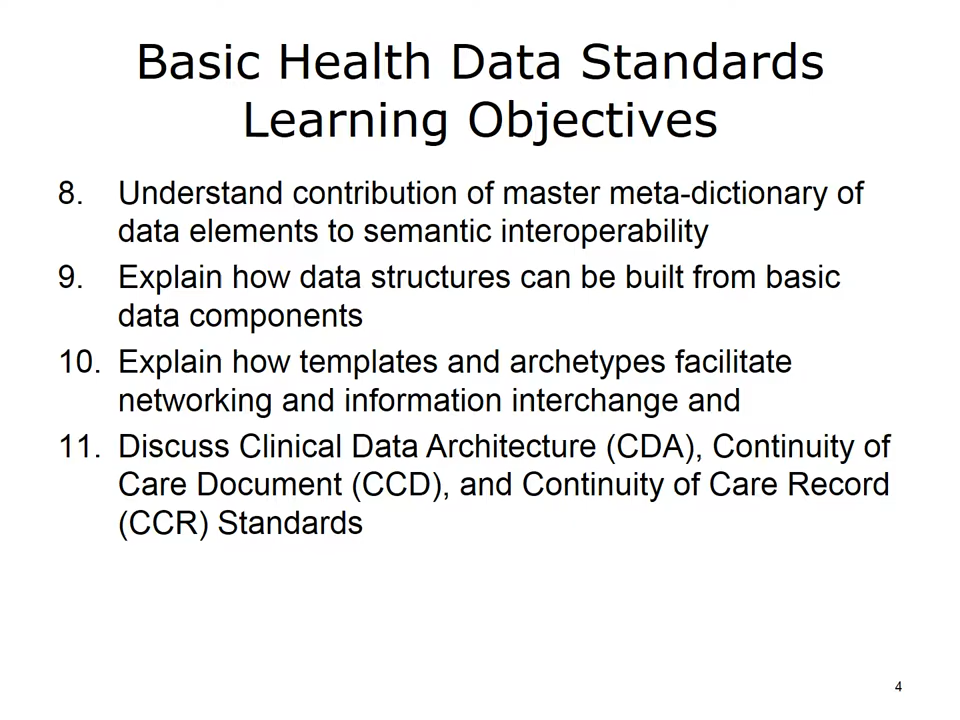 Basic Health Data Standards
Learning Objectives
8. Understand contribution of master meta-dictionary of
data elements to semantic interoperability
9. Explain how data structures can be built from basic
data components
10. Explain how templates and archetypes facilitate
networking and information interchange and
11. Discuss Clinical Data Architecture (CDA), Continuity of
Care Document (CCD), and Continuity of Care Record
(CCR) Standards
4